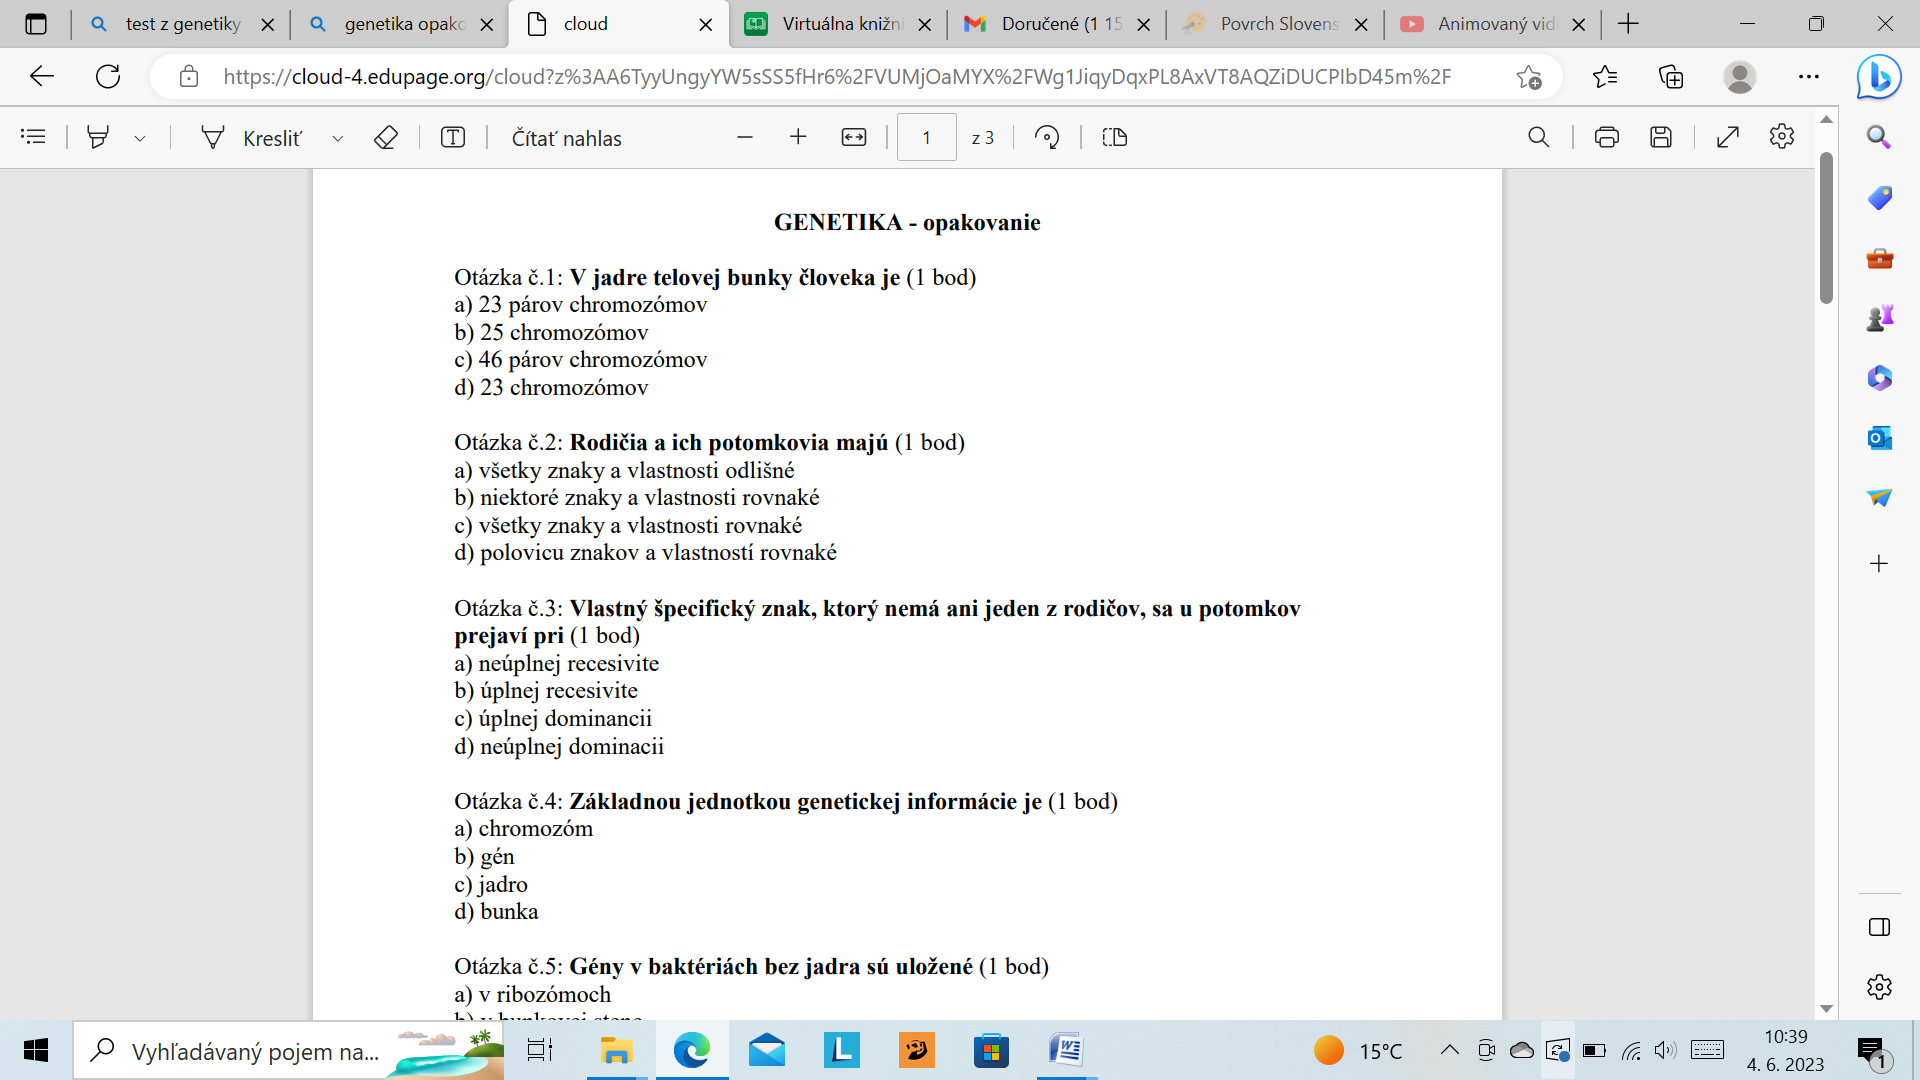 test z genetiky
genetika opako
cloud
Virtuálna knižni
Doručené (1 15
Povrch Slovens
Animovaný vid
https://cloud-4.edupage.org/cloud?z%3AA6TyyUngyYW5sSS5fHr6%2FVUMjOaMYX%2FWg1JiqyDqxPL8AxVT8AQZiDUCPIbD45m%2F
Kresliť
Čítať nahlas
1
z 3
GENETIKA - opakovanie
Otázka č.1: V jadre telovej bunky človeka je (1 bod)
a) 23 párov chromozómov
b) 25 chromozómov
c) 46 párov chromozómov
d) 23 chromozómov
Otázka č.2: Rodičia a ich potomkovia majú (1 bod)
a) všetky znaky a vlastnosti odlišné
b) niektoré znaky a vlastnosti rovnaké
c) všetky znaky a vlastnosti rovnaké
d) polovicu znakov a vlastností rovnaké
Otázka č.3: Vlastný špecifický znak, ktorý nemá ani jeden z rodičov, sa u potomkov
prejaví pri (1 bod)
a) neúplnej recesivite
b) úplnej recesivite
c) úplnej dominancii
d) neúplnej dominacii
Otázka č.4: Základnou jednotkou genetickej informácie je (1 bod)
a) chromozóm
b) gén
c) jadro
d) bunka
Otázka č.5: Gény v baktériách bez jadra sú uložené (1 bod)
a) v ribozómoch
b) v bunkovej stene
Vyhľadávaný pojem na...
15°C
10:39
4. 6. 2023
1